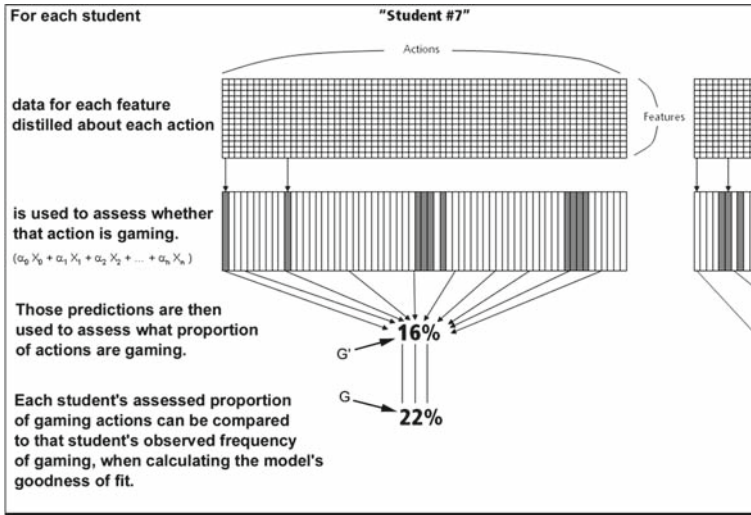 For each student
"Student #7"
Actions
data for each feature
distilled about each action
Features
is used to assess whether
that action is gaming.
(α₀ X₀ + α₁ X₁ + α₂ X₂ + ... + αₙ Xₙ )
Those predictions are then
used to assess what proportion
of actions are gaming.
16%
G'
Each student's assessed proportion
of gaming actions can be compared
to that student's observed frequency
of gaming, when calculating the model's
goodness of fit.
G
22%